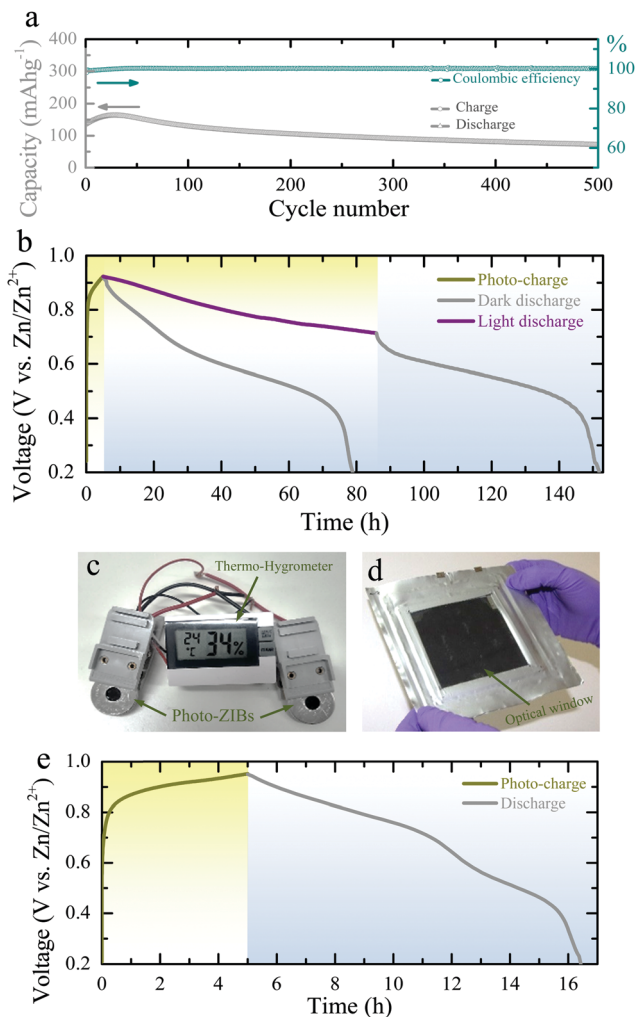 a
Capacity (mAhg⁻¹)
400
300
200
100
0
%
100
80
60
Coulombic efficiency
Charge
Discharge
0
100
200
300
400
500
Cycle number
b
Voltage (V vs. Zn/Zn²⁺)
1.0
0.8
0.6
0.4
0.2
Photo-charge
Dark discharge
Light discharge
0
20
40
60
80
100
120
140
Time (h)
c
Thermo-Hygrometer
24
°C
34%
Photo-ZIBs
d
Optical window
e
Voltage (V vs. Zn/Zn²⁺)
1.0
0.8
0.6
0.4
0.2
Photo-charge
Discharge
0
2
4
6
8
10
12
14
16
Time (h)